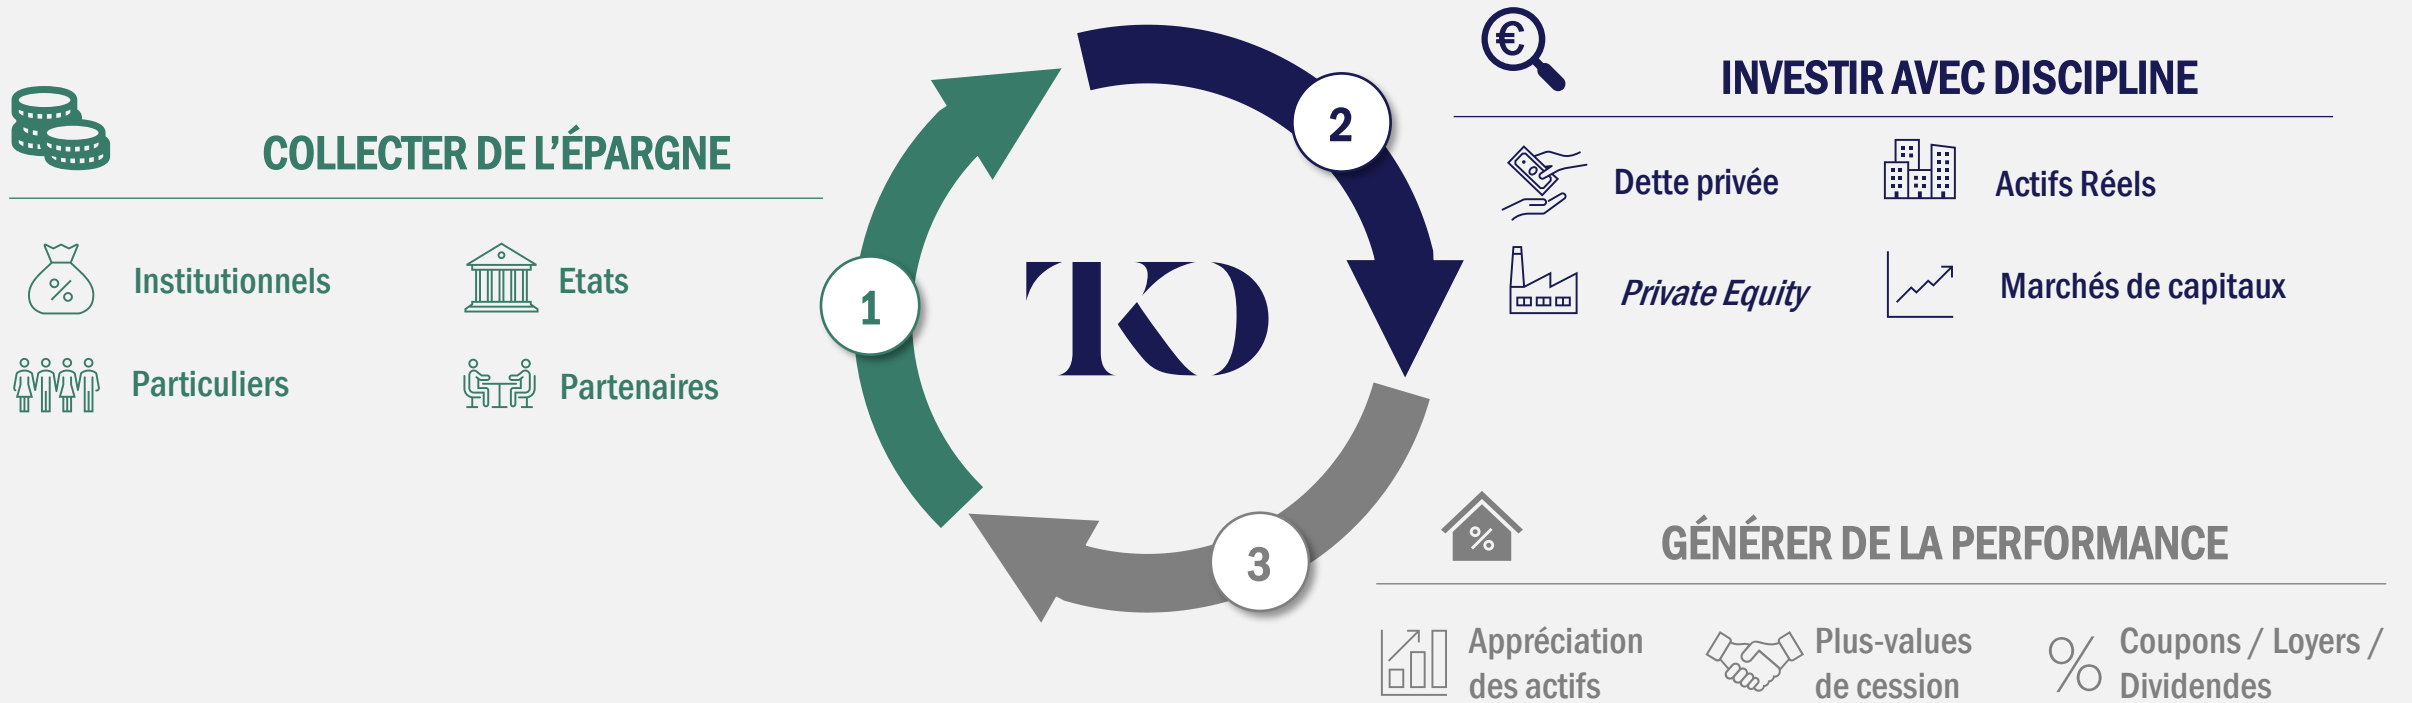 COLLECTER DE L’ÉPARGNE
Institutionnels
Etats
Particuliers
Partenaires
1
TKO
2
INVESTIR AVEC DISCIPLINE
Dette privée
Actifs Réels
Private Equity
Marchés de capitaux
3
GÉNÉRER DE LA PERFORMANCE
Appréciation
des actifs
Plus-values
de cession
Coupons / Loyers /
Dividendes